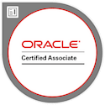 ORACLE
Certified Associate